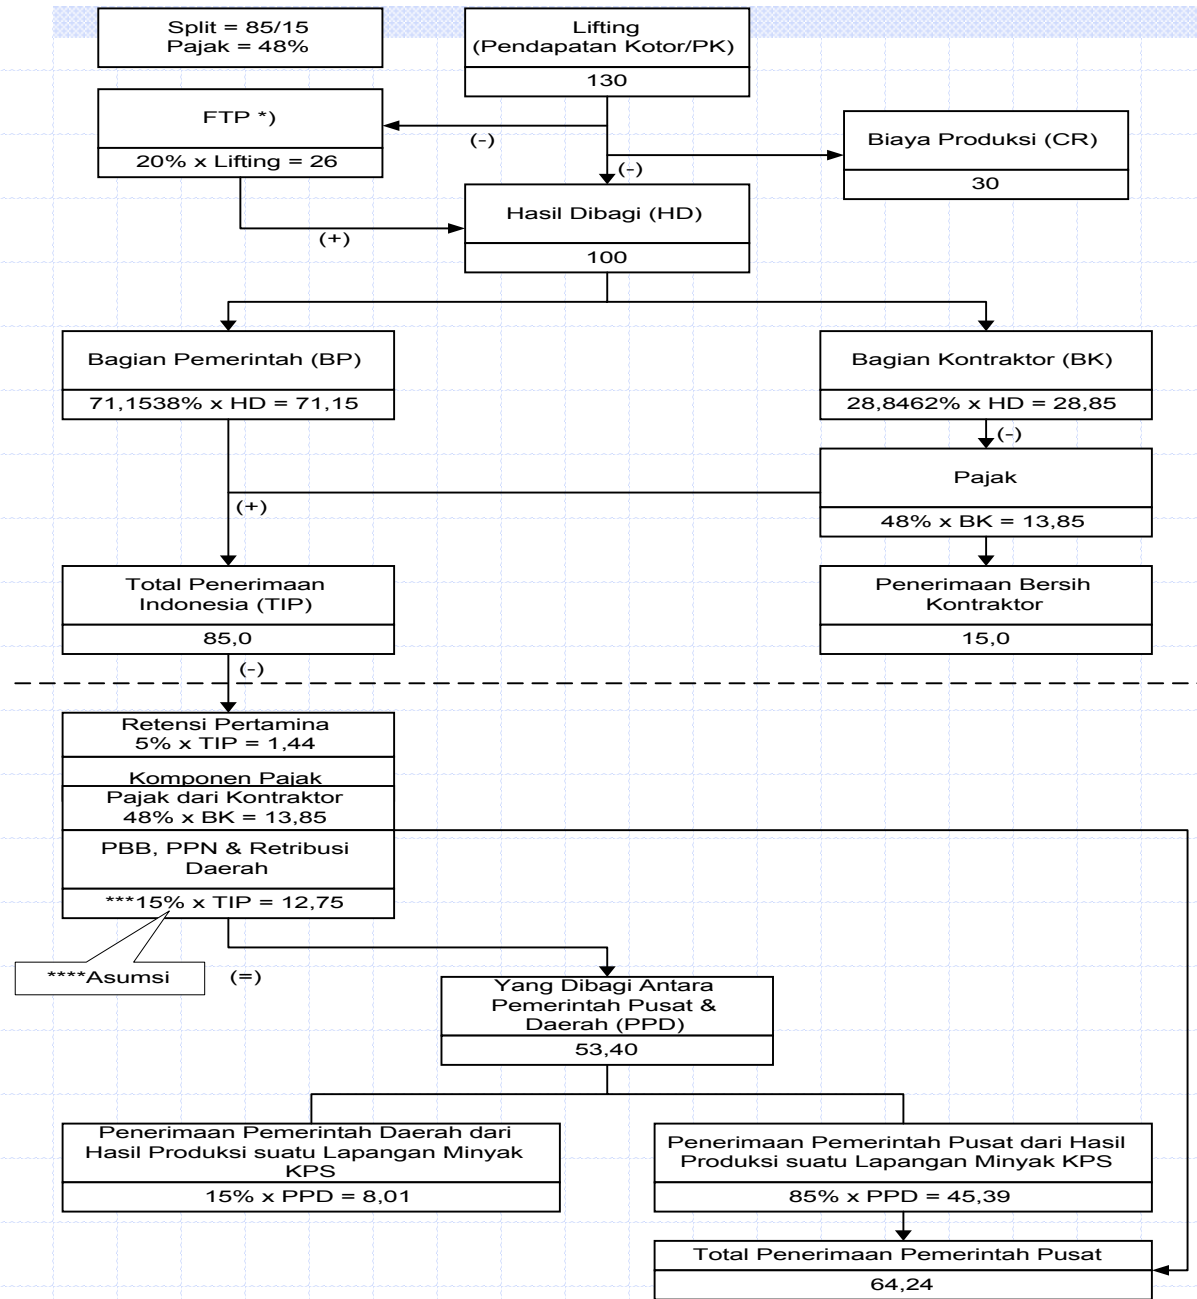 Split = 85/15
Pajak = 48%
Lifting
(Pendapatan Kotor/PK)
130
FTP *)
20% x Lifting = 26
(-)
Biaya Produksi (CR)
30
(-)
Hasil Dibagi (HD)
100
(+)
Bagian Pemerintah (BP)
71,1538% x HD = 71,15
Bagian Kontraktor (BK)
28,8462% x HD = 28,85
(-)
Pajak
48% x BK = 13,85
(+)
Total Penerimaan
Indonesia (TIP)
85,0
Penerimaan Bersih
Kontraktor
15,0
(-)
Retensi Pertamina
5% x TIP = 1,44
Komponen Pajak
Pajak dari Kontraktor
48% x BK = 13,85
PBB, PPN & Retribusi
Daerah
***15% x TIP = 12,75
****Asumsi
(=)
Yang Dibagi Antara
Pemerintah Pusat &
Daerah (PPD)
53,40
Penerimaan Pemerintah Daerah dari
Hasil Produksi suatu Lapangan Minyak
KPS
15% x PPD = 8,01
Penerimaan Pemerintah Pusat dari Hasil
Produksi suatu Lapangan Minyak KPS
85% x PPD = 45,39
Total Penerimaan Pemerintah Pusat
64,24